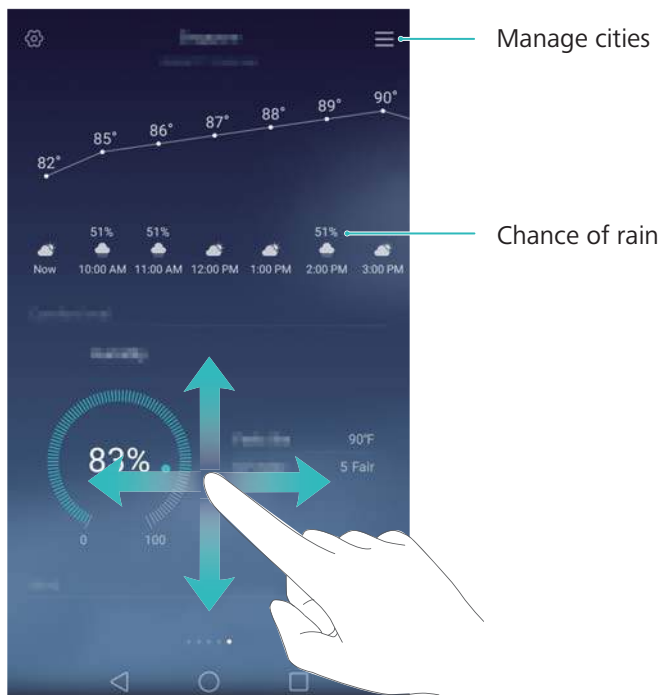 Manage cities
82° 85° 86° 87° 88° 89° 90°
51% 51% 51%
Chance of rain
Now 10:00 AM 11:00 AM 12:00 PM 1:00 PM 2:00 PM 3:00 PM
83%
90°F
5 Fair
0 100